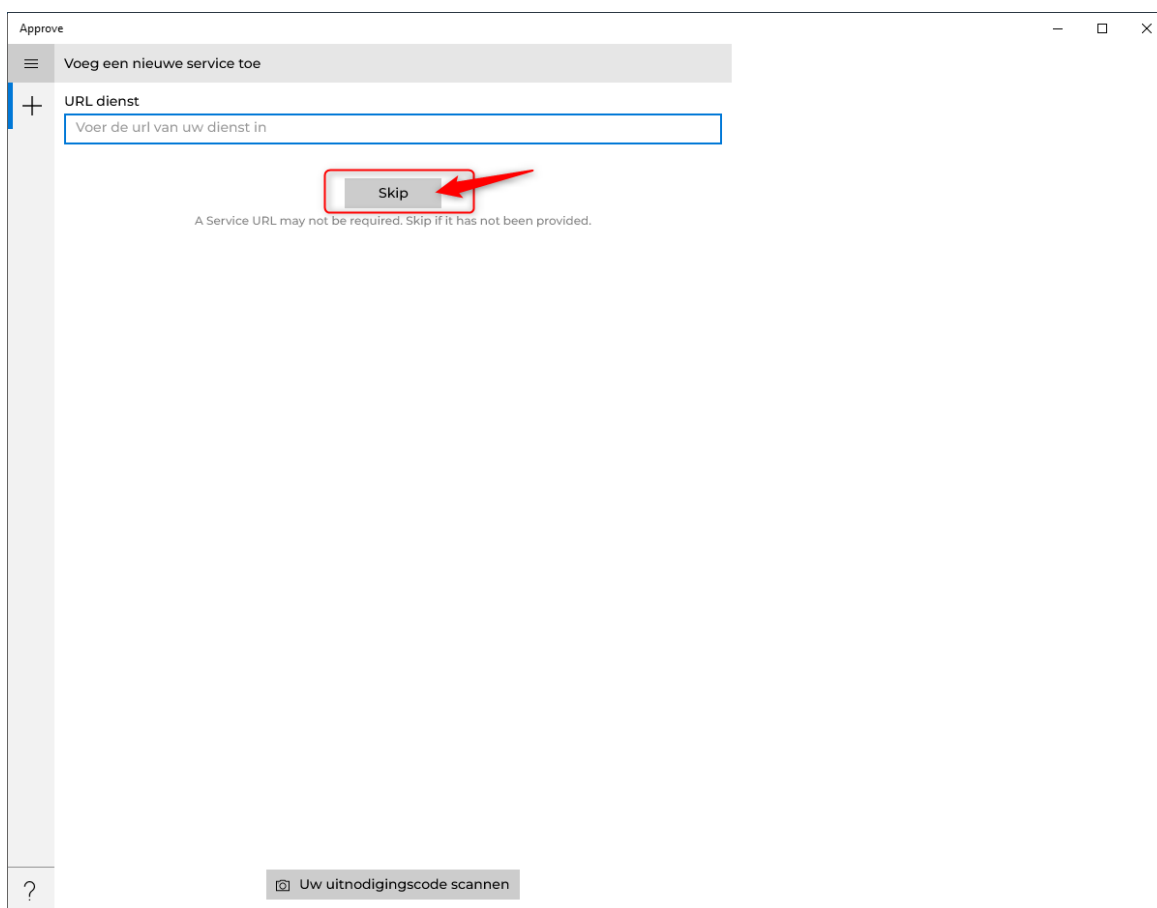 Approve
Voeg een nieuwe service toe
URL dienst
Voer de url van uw dienst in
Skip
A Service URL may not be required. Skip if it has not been provided.
?
Uw uitnodigingscode scannen